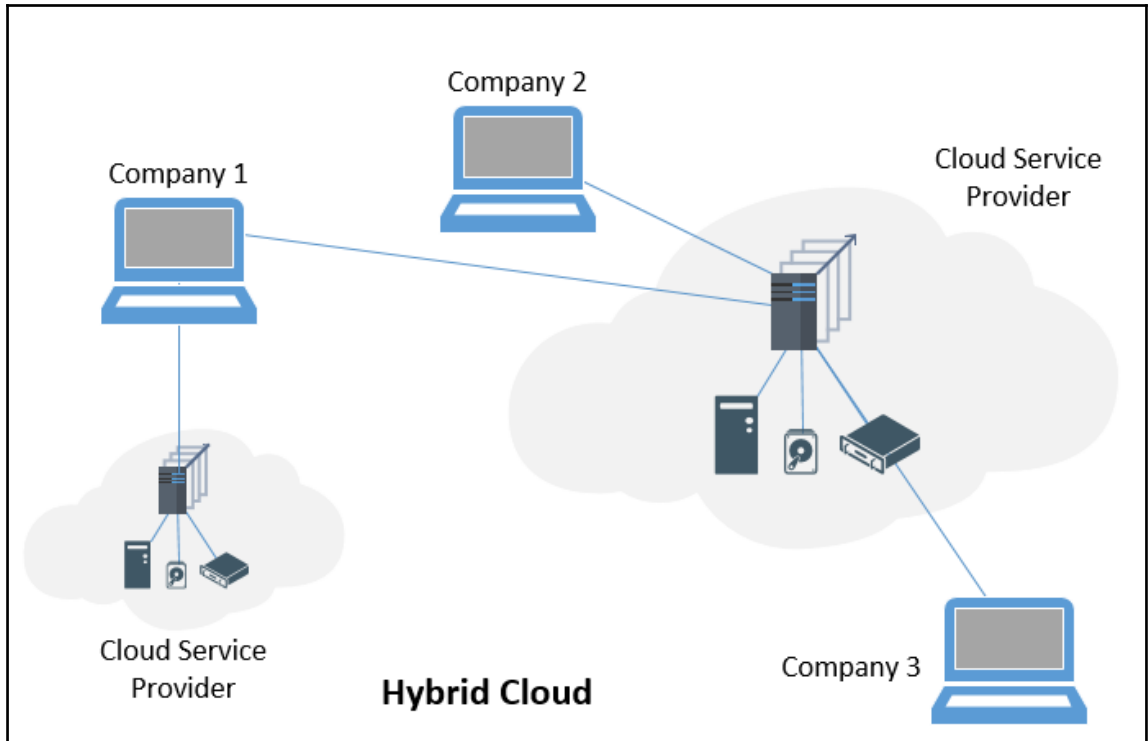 Company 2
Company 1
Cloud Service
Provider
Cloud Service
Provider
Company 3
Hybrid Cloud